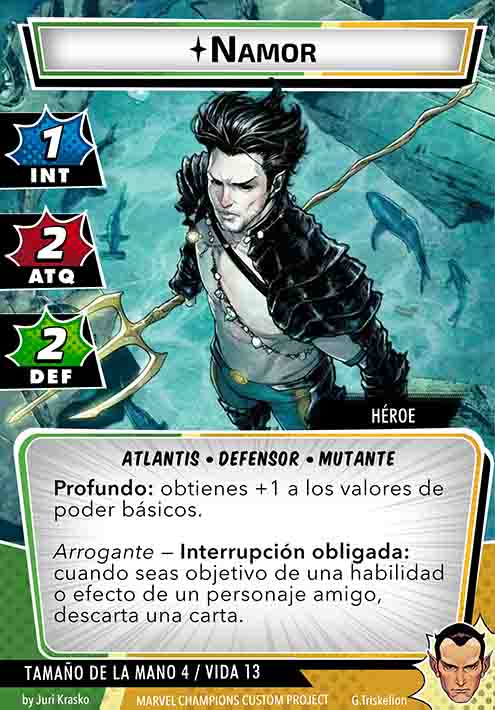 ✦NAMOR
1
INT
2
ATQ
2
DEF
HÉROE
ATLANTIS • DEFENSOR • MUTANTE
Profundo: obtienes +1 a los valores de
poder básicos.
Arrogante – Interrupción obligada:
cuando seas objetivo de una habilidad
o efecto de un personaje amigo,
descarta una carta.
TAMAÑO DE LA MANO 4 / VIDA 13
by Juri Krasko MARVEL CHAMPIONS CUSTOM PROJECT G.Triskelion